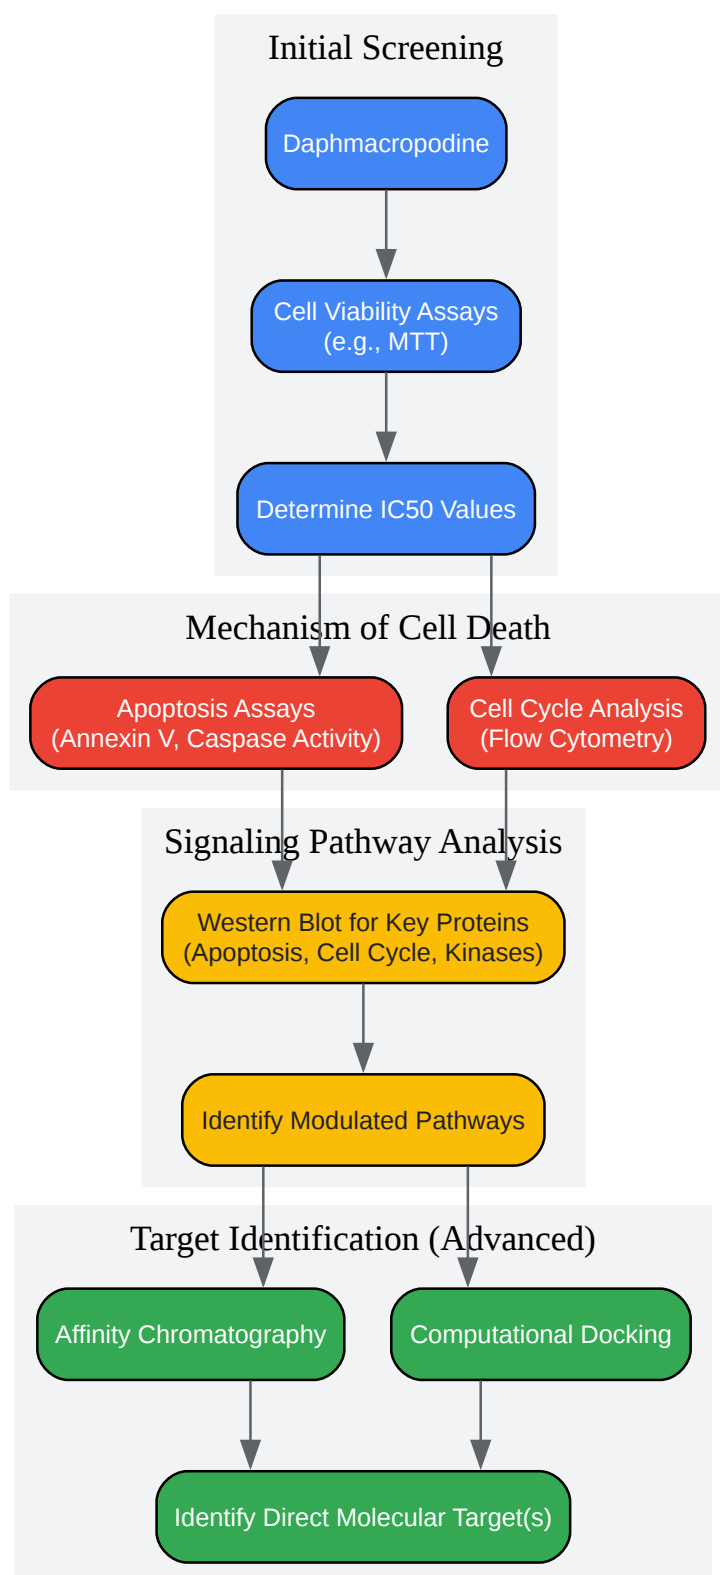 Initial Screening
Daphmacropodine
Cell Viability Assays
(e.g., MTT)
Determine IC50 Values
Mechanism of Cell Death
Apoptosis Assays
(Annexin V, Caspase Activity)
Cell Cycle Analysis
(Flow Cytometry)
Signaling Pathway Analysis
Western Blot for Key Proteins
(Apoptosis, Cell Cycle, Kinases)
Identify Modulated Pathways
Target Identification (Advanced)
Affinity Chromatography
Computational Docking
Identify Direct Molecular Target(s)